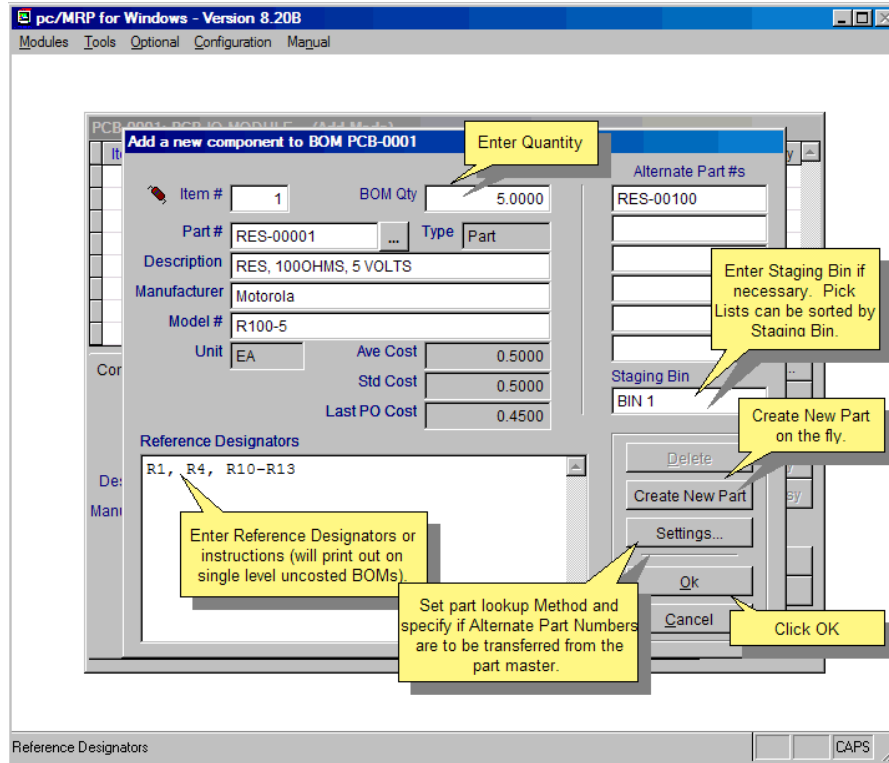 pc/MRP for Windows - Version 8.20B
Modules Tools Optional Configuration Manual
Add a new component to BOM PCB-0001
Enter Quantity
Alternate Part #s
Item # 1 BOM Qty 5.0000 RES-00100
Part # RES-00001 ... Type Part
Description RES, 100OHMS, 5 VOLTS
Manufacturer Motorola
Model # R100-5
Unit EA Ave Cost 0.5000
Std Cost 0.5000
Last PO Cost 0.4500
Enter Staging Bin if
necessary. Pick
Lists can be sorted by
Staging Bin.
Staging Bin
BIN 1
Create New Part
on the fly.
Reference Designators
R1, R4, R10-R13
Enter Reference Designators or
instructions (will print out on
single level uncosted BOMs).
Delete
Create New Part
Settings...
Ok
Cancel
Set part lookup Method and
specify if Alternate Part Numbers
are to be transferred from the
part master.
Click OK
Reference Designators
CAPS